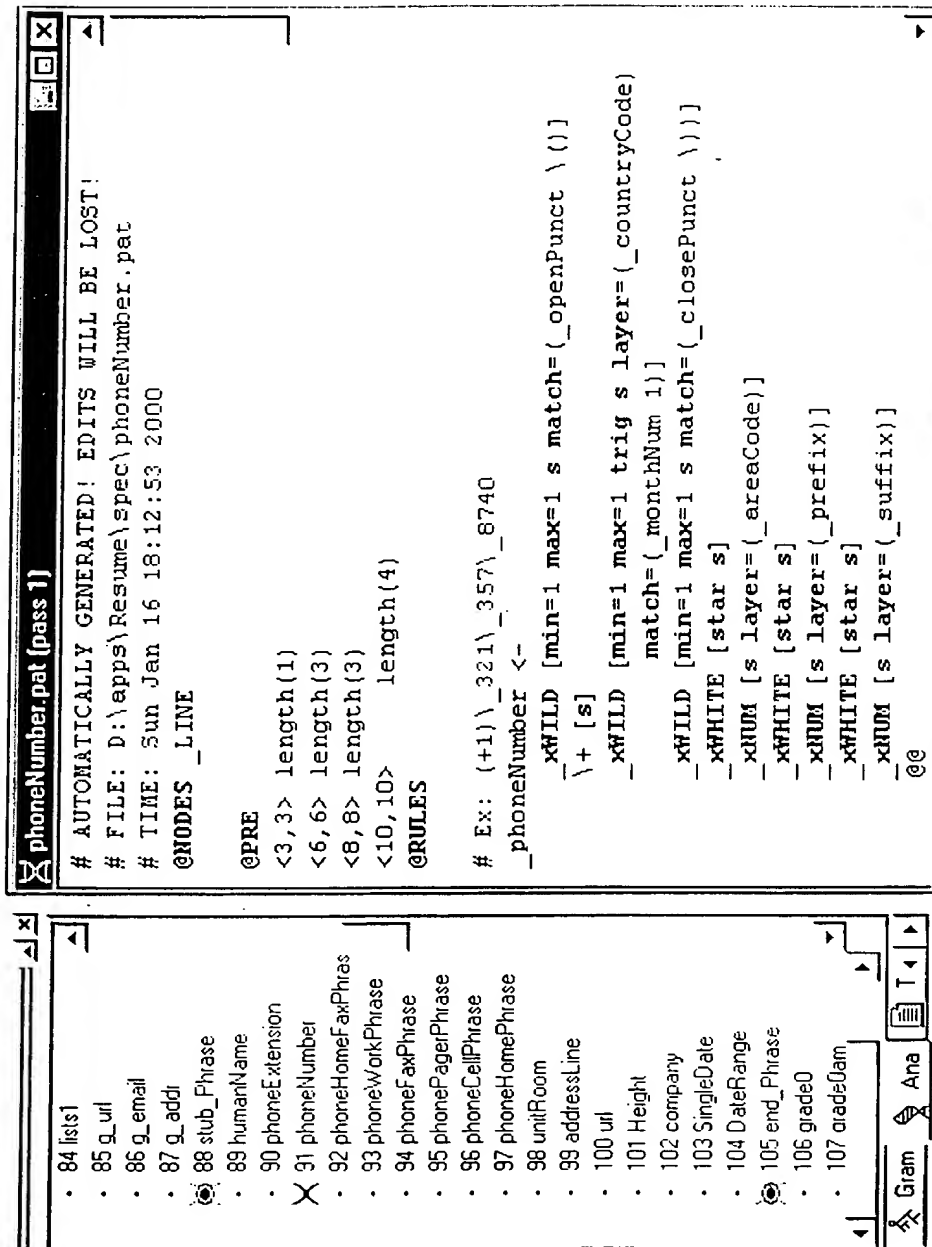 84 lists1
85 g_url
86 g_email
87 g_addr
88 stub_Phrase
89 humanName
90 phoneExtension
91 phoneNumber
92 phoneHomeFaxPhras
93 phoneWorkPhrase
94 phoneFaxPhrase
95 phonePagerPhrase
96 phoneCellPhrase
97 phoneHomePhrase
98 unitRoom
99 addressLine
100 url
101 Height
102 company
103 SingleDate
104 DateRange
105 end_Phrase
106 grade0
107 gradeDam
Gram
Ana
T
phoneNumber.pat (pass 1)
# AUTOMATICALLY GENERATED! EDITS WILL BE LOST!
# FILE: D:\apps\Resume\spec\phoneNumber.pat
# TIME: Sun Jan 16 18:12:53 2000
@NODES _LINE
@PRE
<3,3> length(1)
<6,6> length(3)
<8,8> length(3)
<10,10> length(4)
@RULES
# Ex: (+1)\_321\_357\_8740
_phoneNumber <-
_xWILD [min=1 max=1 s match=(_openPunct \()]
\+ [s]
_xWILD [min=1 max=1 trig s layer=(_countryCode)
match=(_monthNum 1)]
_xWILD [min=1 max=1 s match=(_closePunct \))]
_xWHITE [star s]
_xNUM [s layer=(_areaCode)]
_xWHITE [star s]
_xNUM [s layer=(_prefix)]
_xWHITE [star s]
_xNUM [s layer=(_suffix)]
@@